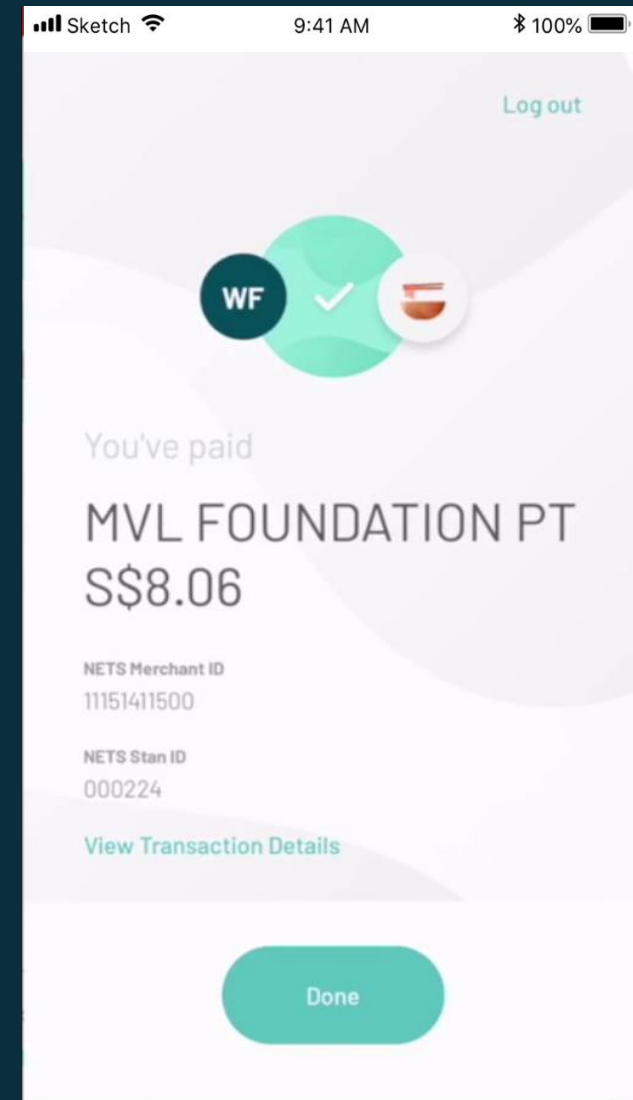 Sketch 9:41 AM 100%
Log out
WF
You've paid
MVL FOUNDATION PT
S$8.06
NETS Merchant ID
11151411500
NETS Stan ID
000224
View Transaction Details
Done